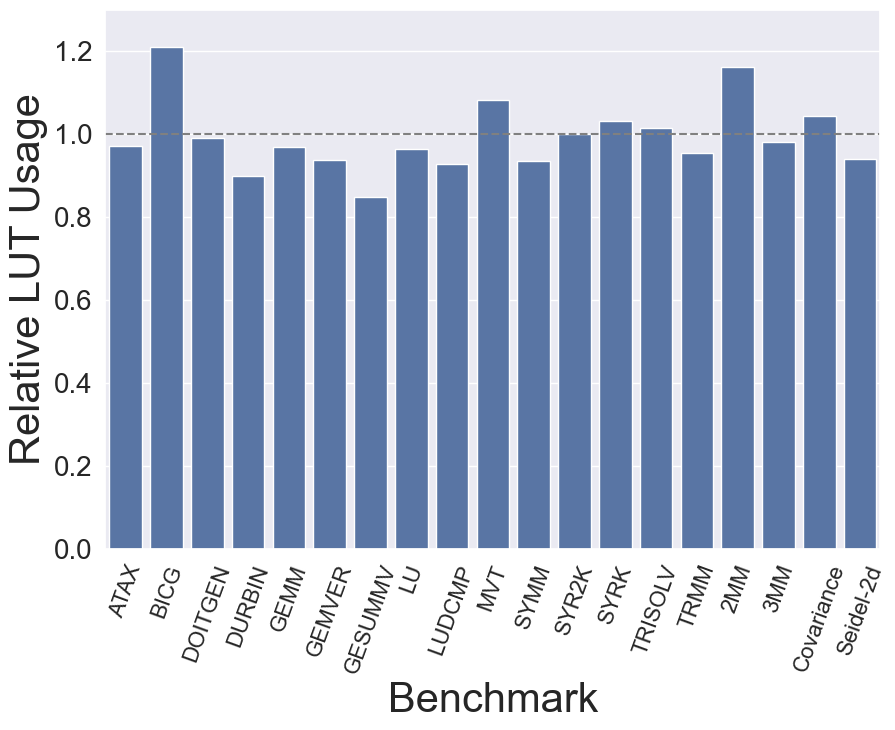 Relative LUT Usage
1.2
1.0
0.8
0.6
0.4
0.2
0.0
ATAX
BICG
DOITGEN
DURBIN
GEMM
GEMVER
GESUMMV
LU
LUDCMP
MVT
SYMM
SYR2K
SYRK
TRISOLV
TRMM
2MM
3MM
Covariance
Seidel-2d
Benchmark